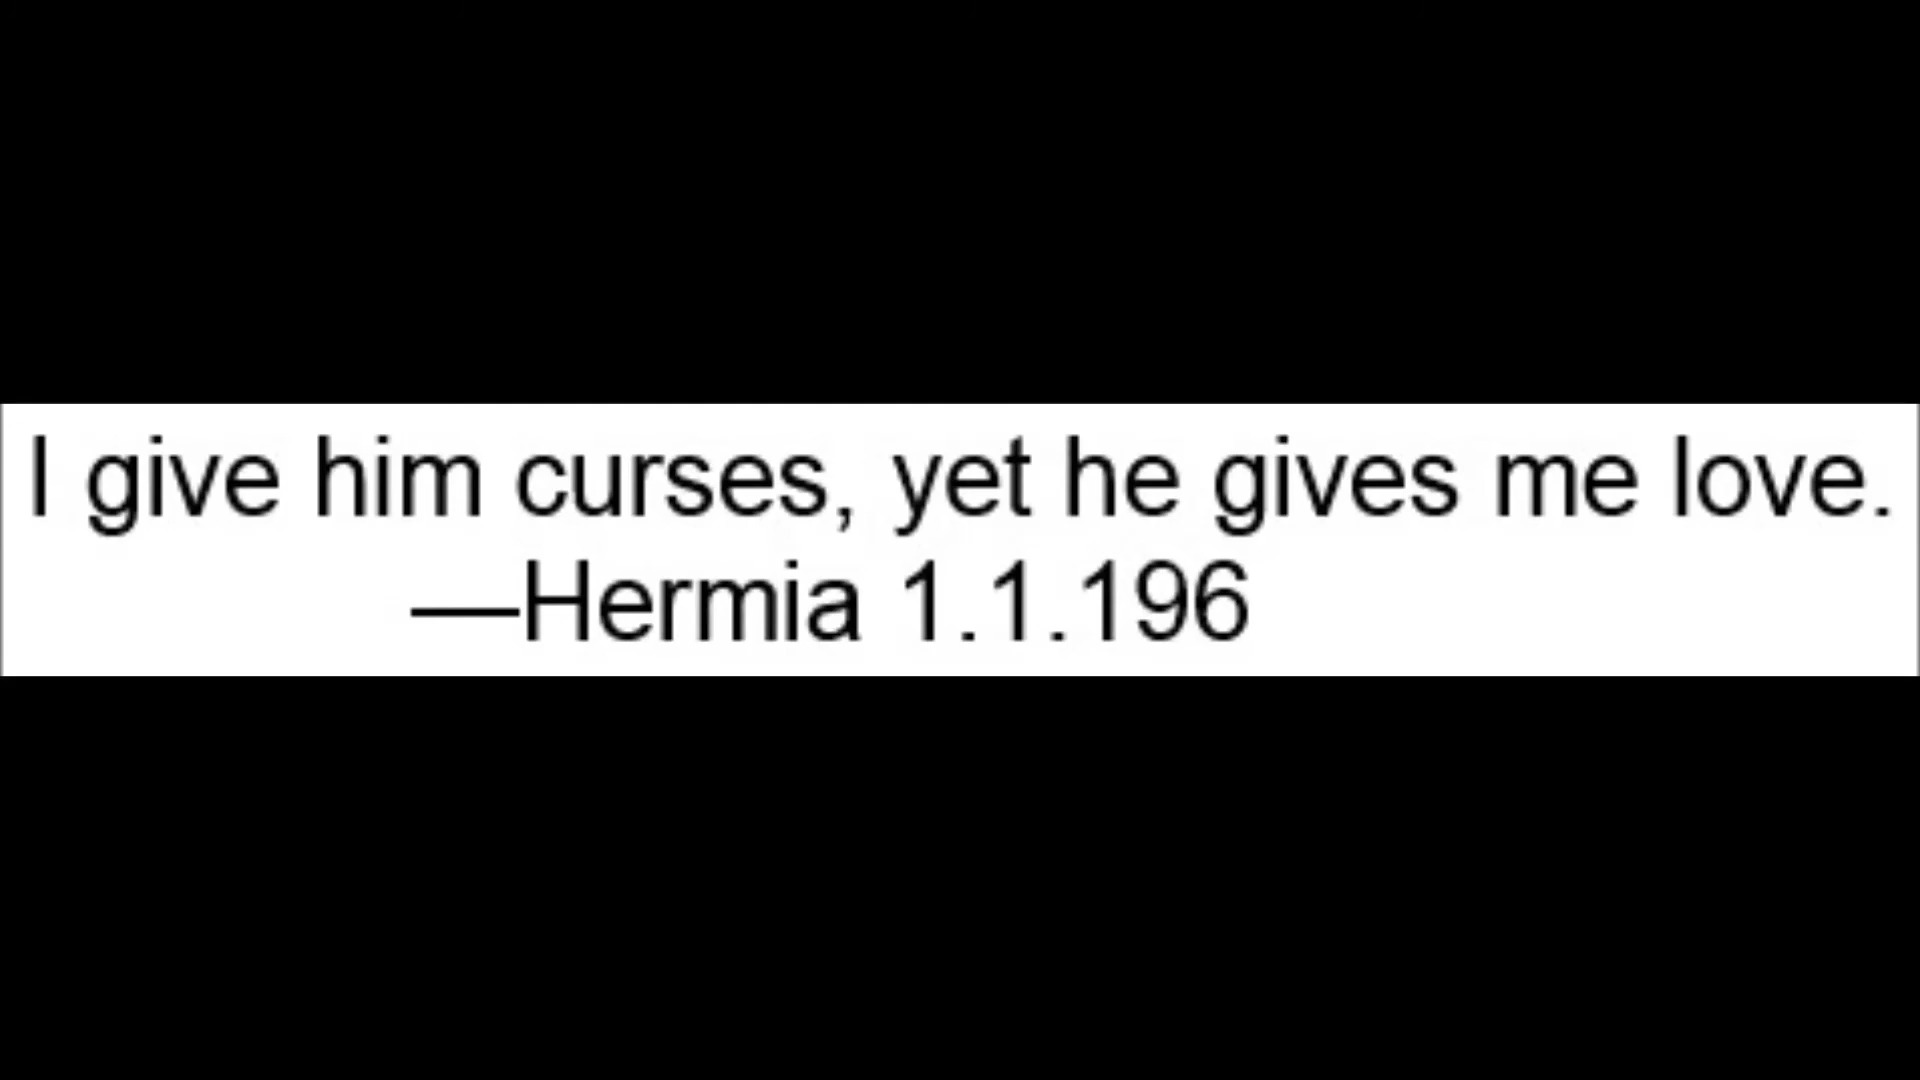 I give him curses, yet he gives me love.
—Hermia 1.1.196